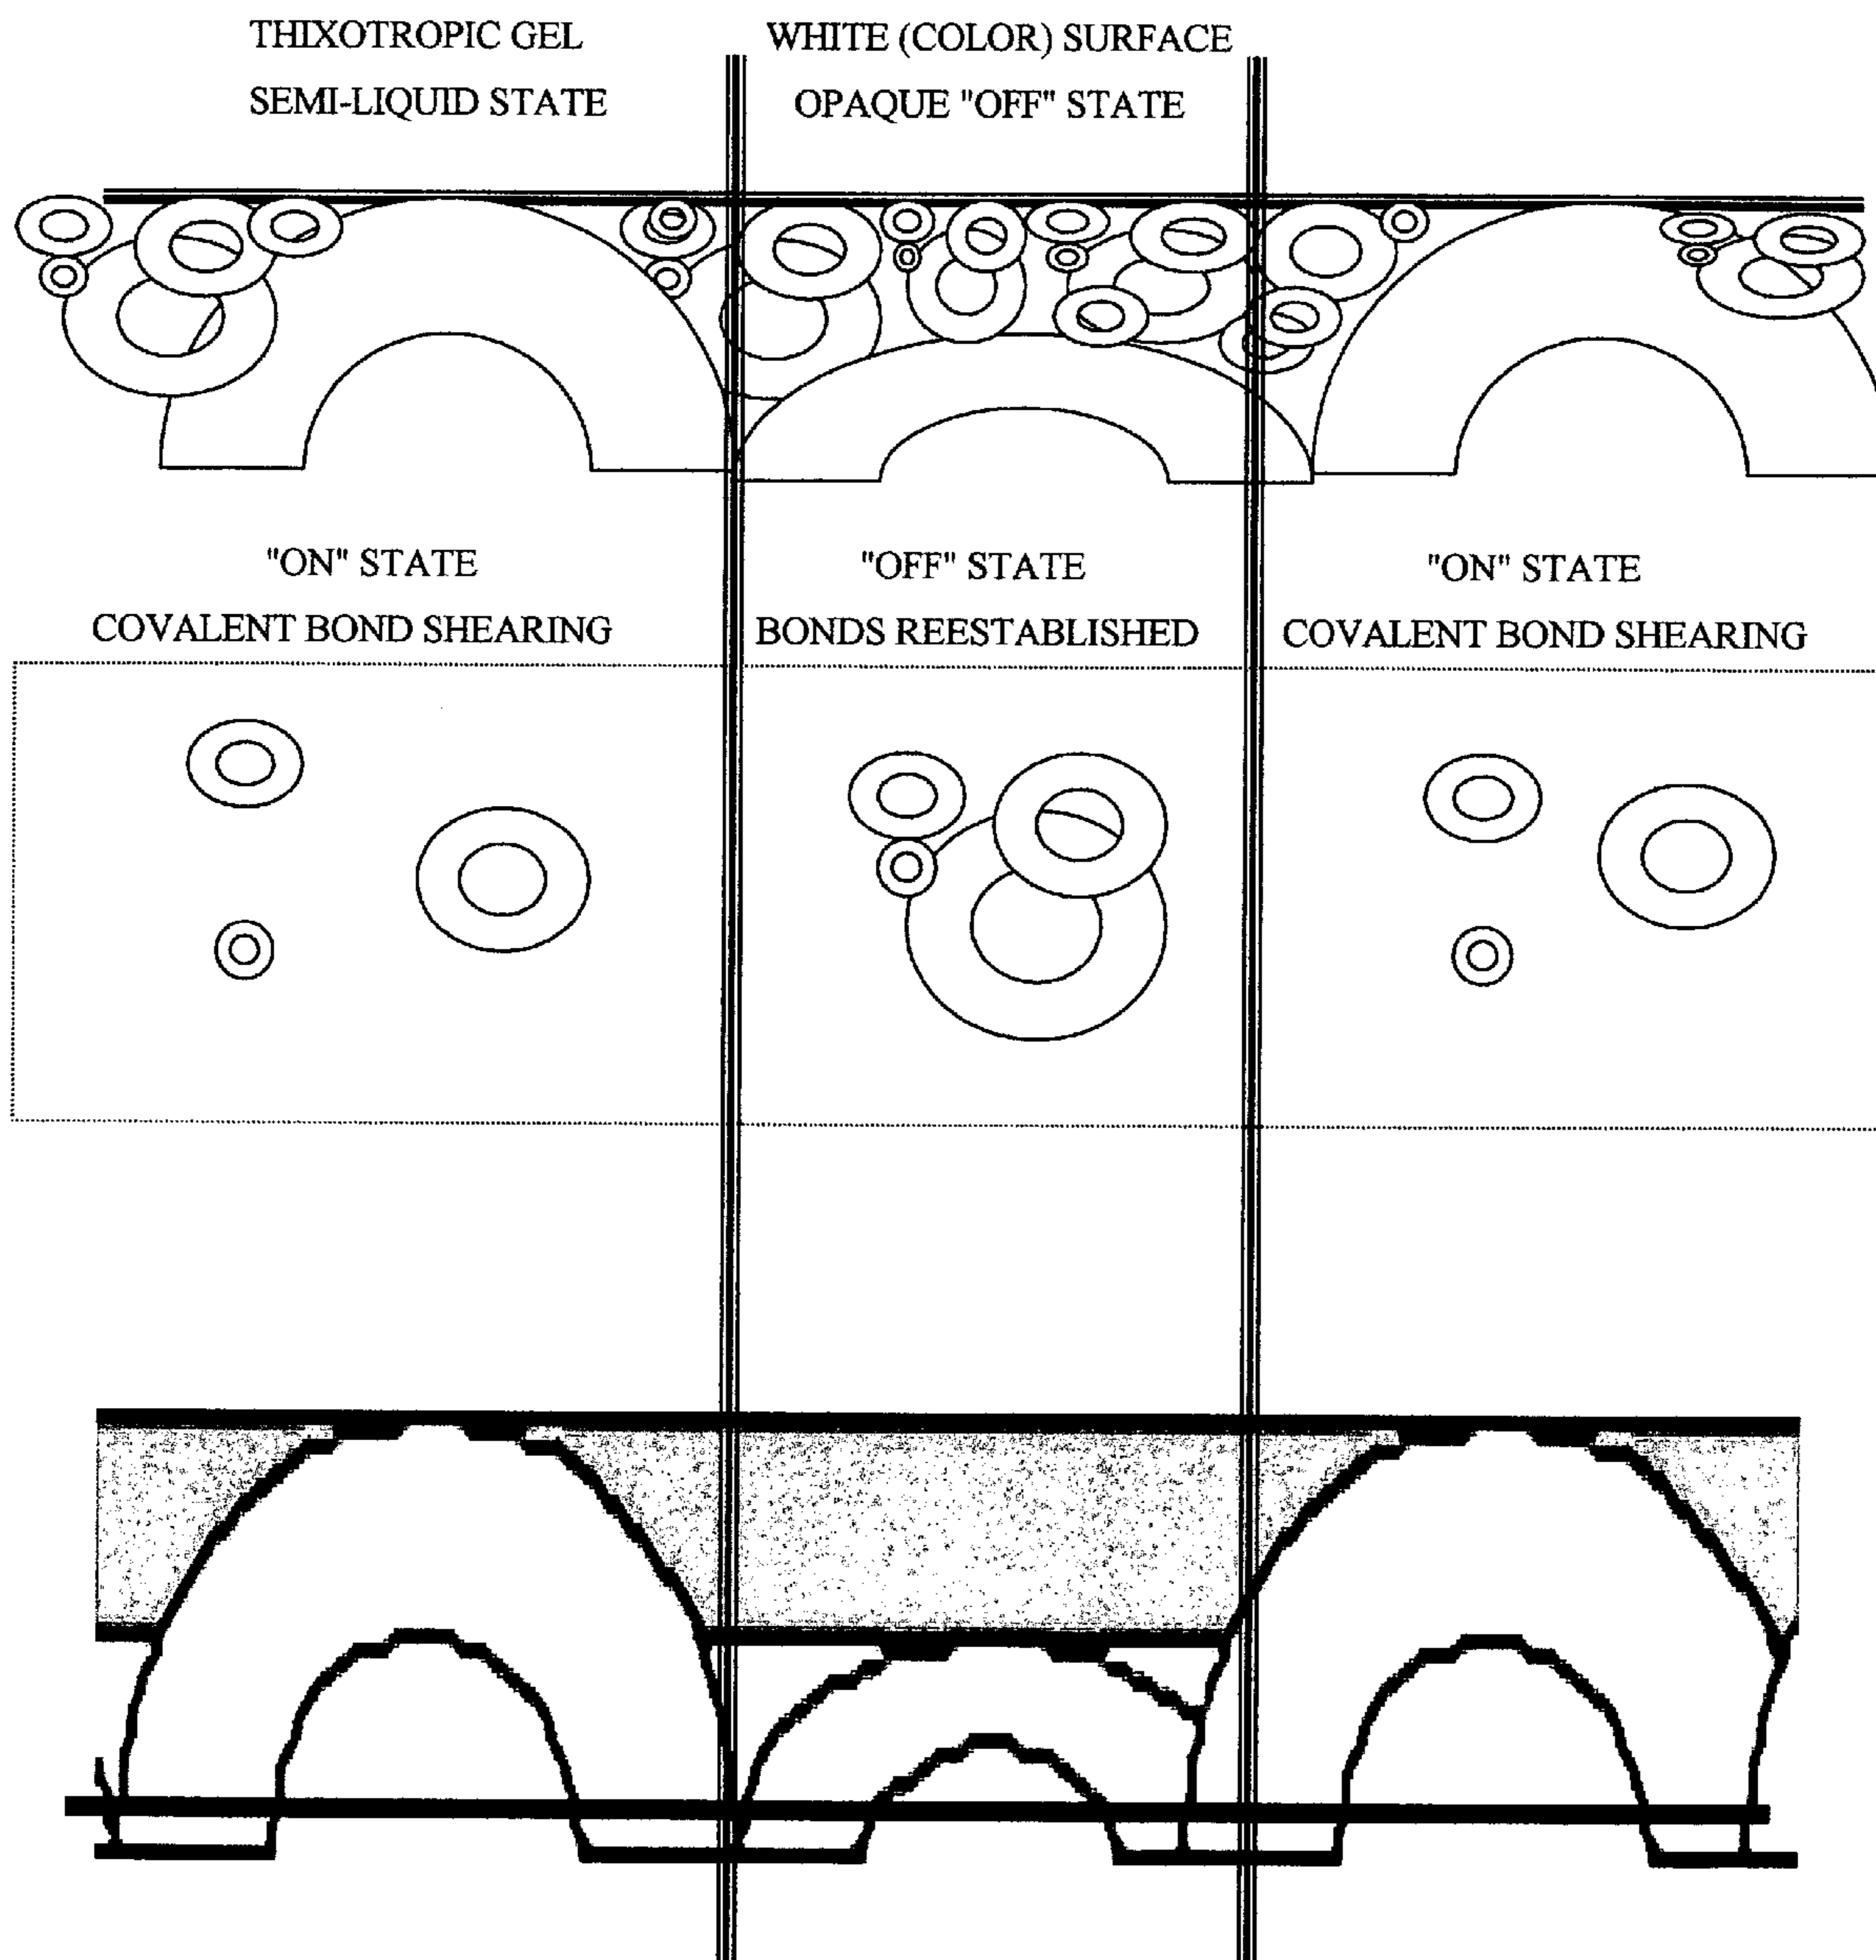 THIXOTROPIC GEL
SEMI-LIQUID STATE
WHITE (COLOR) SURFACE
OPAQUE "OFF" STATE
"ON" STATE
COVALENT BOND SHEARING
"OFF" STATE
BONDS REESTABLISHED
"ON" STATE
COVALENT BOND SHEARING